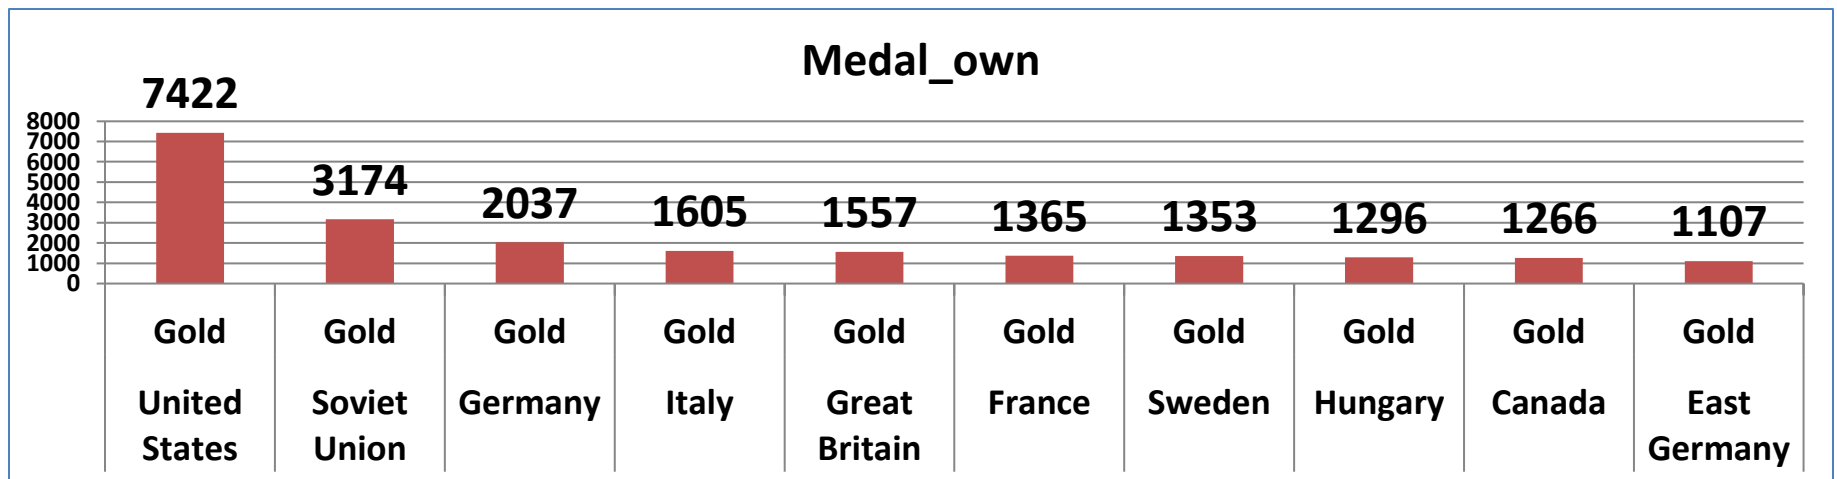 Medal_own
7422
3174
2037
1605
1557
1365
1353
1296
1266
1107
8000
7000
6000
5000
4000
3000
2000
1000
0
Gold Gold Gold Gold Gold Gold Gold Gold Gold Gold
United States
Soviet Union
Germany
Italy
Great Britain
France
Sweden
Hungary
Canada
East Germany